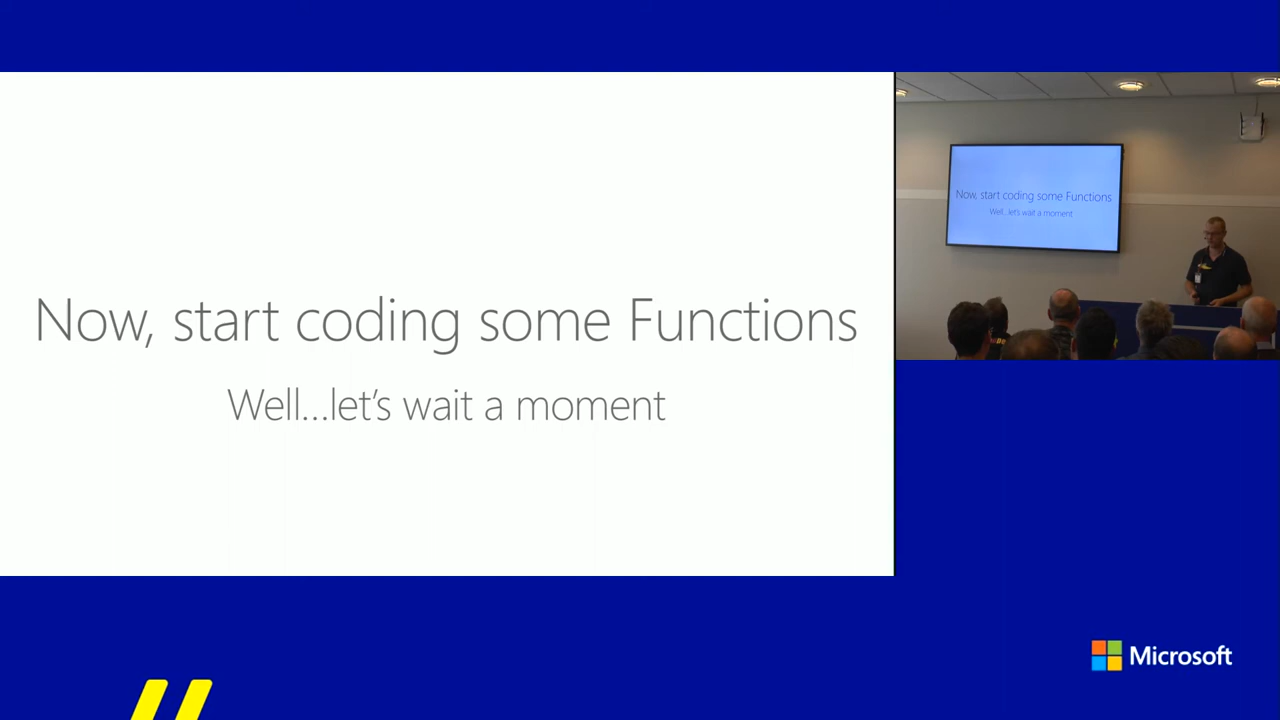 Now, start coding some Functions
Well...let's wait a moment
Now, start coding some Functions
Well...let's wait a moment
Microsoft